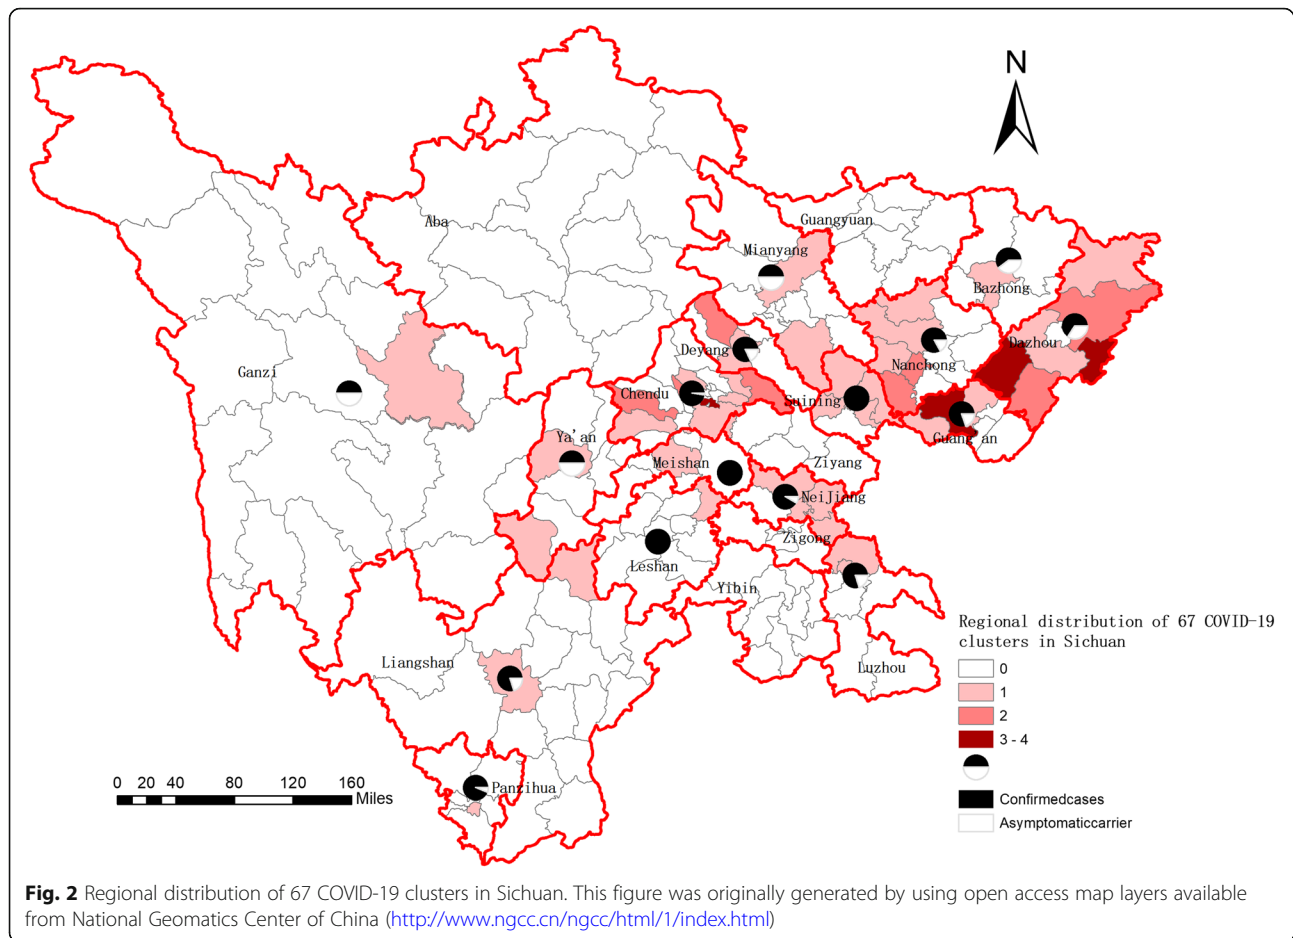 N
Aba
Guangyuan
Mianyang
Bazhong
Ganzi
Deyang
Dazhou
Nanchong
Chendu
Suining
Guang'an
Ya'an
Meishan
Ziyang
NeiJiang
Zigong
Leshan
Yibin
Liangshan
Luzhou
Panzihua
0 20 40 80 120 160
Miles
Regional distribution of 67 COVID-19
clusters in Sichuan
0
1
2
3 - 4
Confirmedcases
Asymptomaticcarrier
Fig. 2 Regional distribution of 67 COVID-19 clusters in Sichuan. This figure was originally generated by using open access map layers available
from National Geomatics Center of China (http://www.ngcc.cn/ngcc/html/1/index.html)